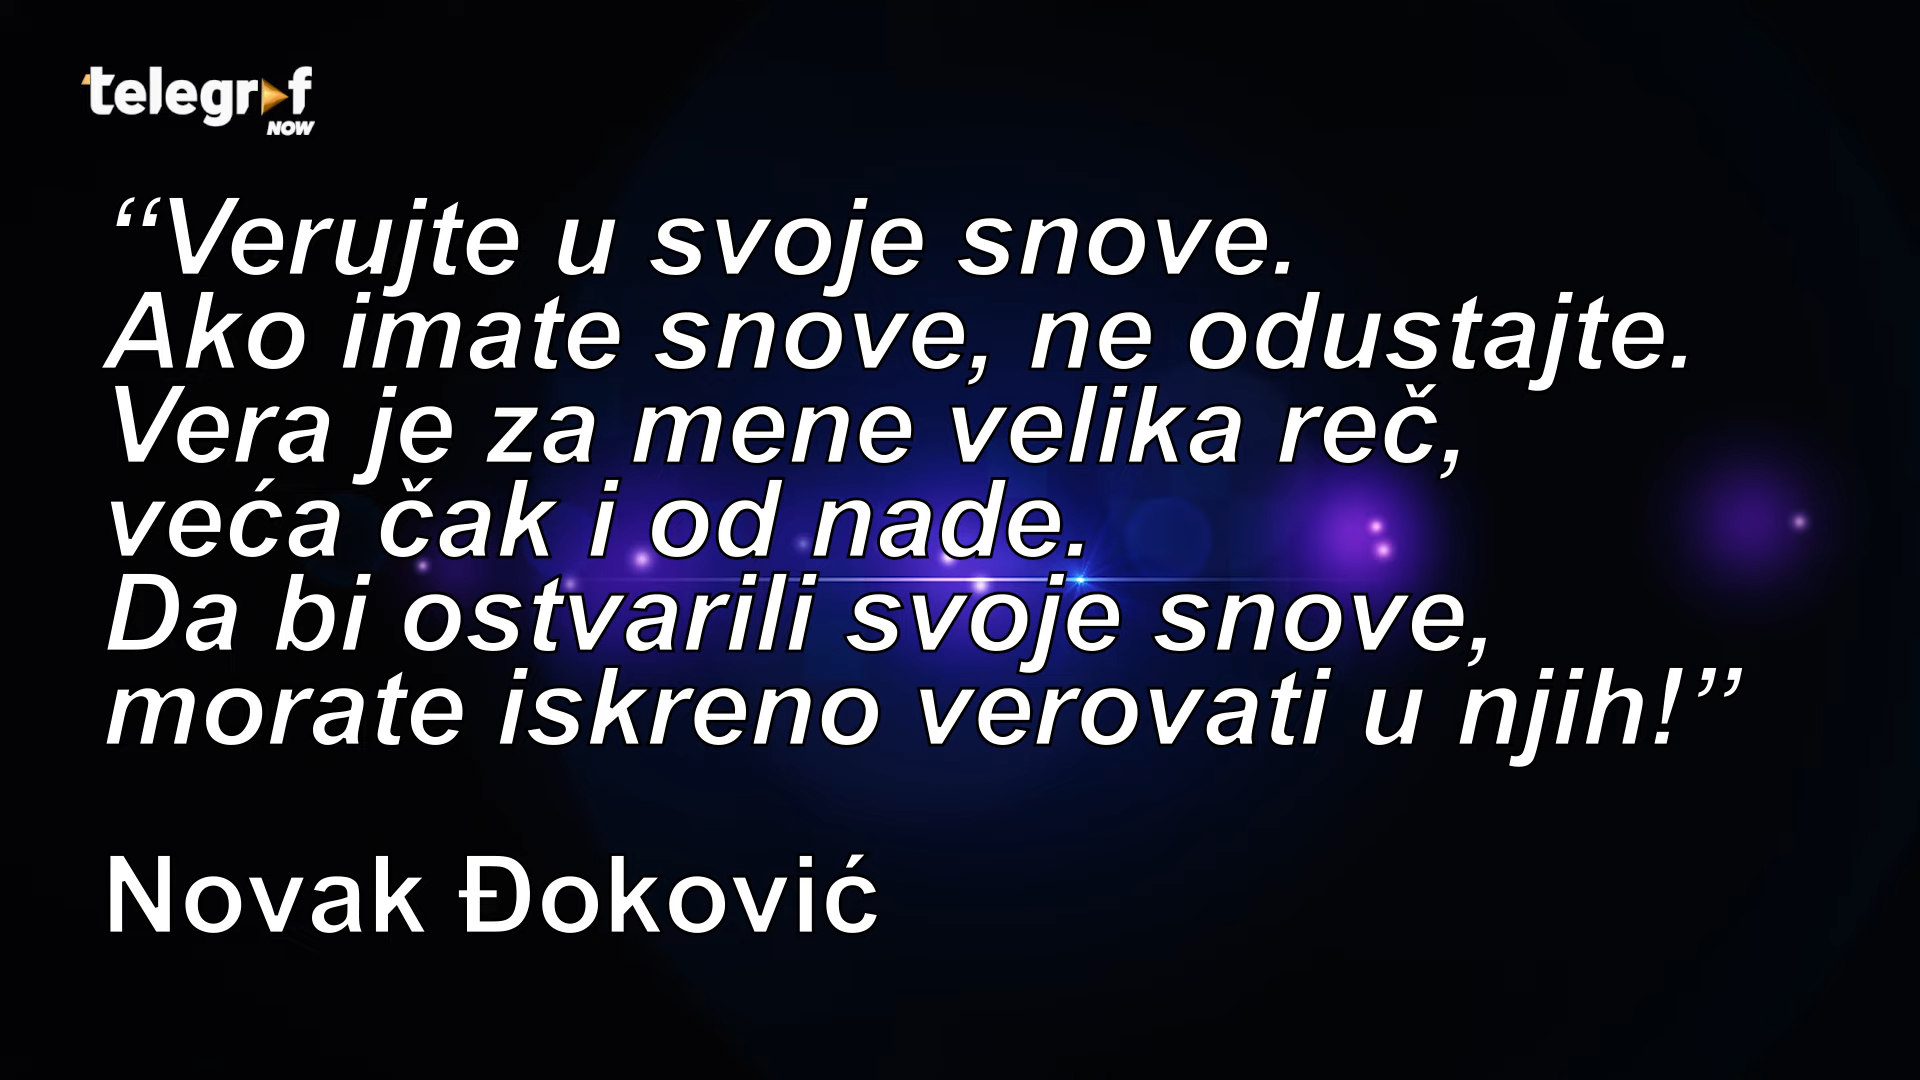 telegraf
NOW
“Verujte u svoje snove.
Ako imate snove, ne odustajte.
Vera je za mene velika reč,
veća čak i od nade.
Da bi ostvarili svoje snove,
morate iskreno verovati u njih!”
Novak Đoković